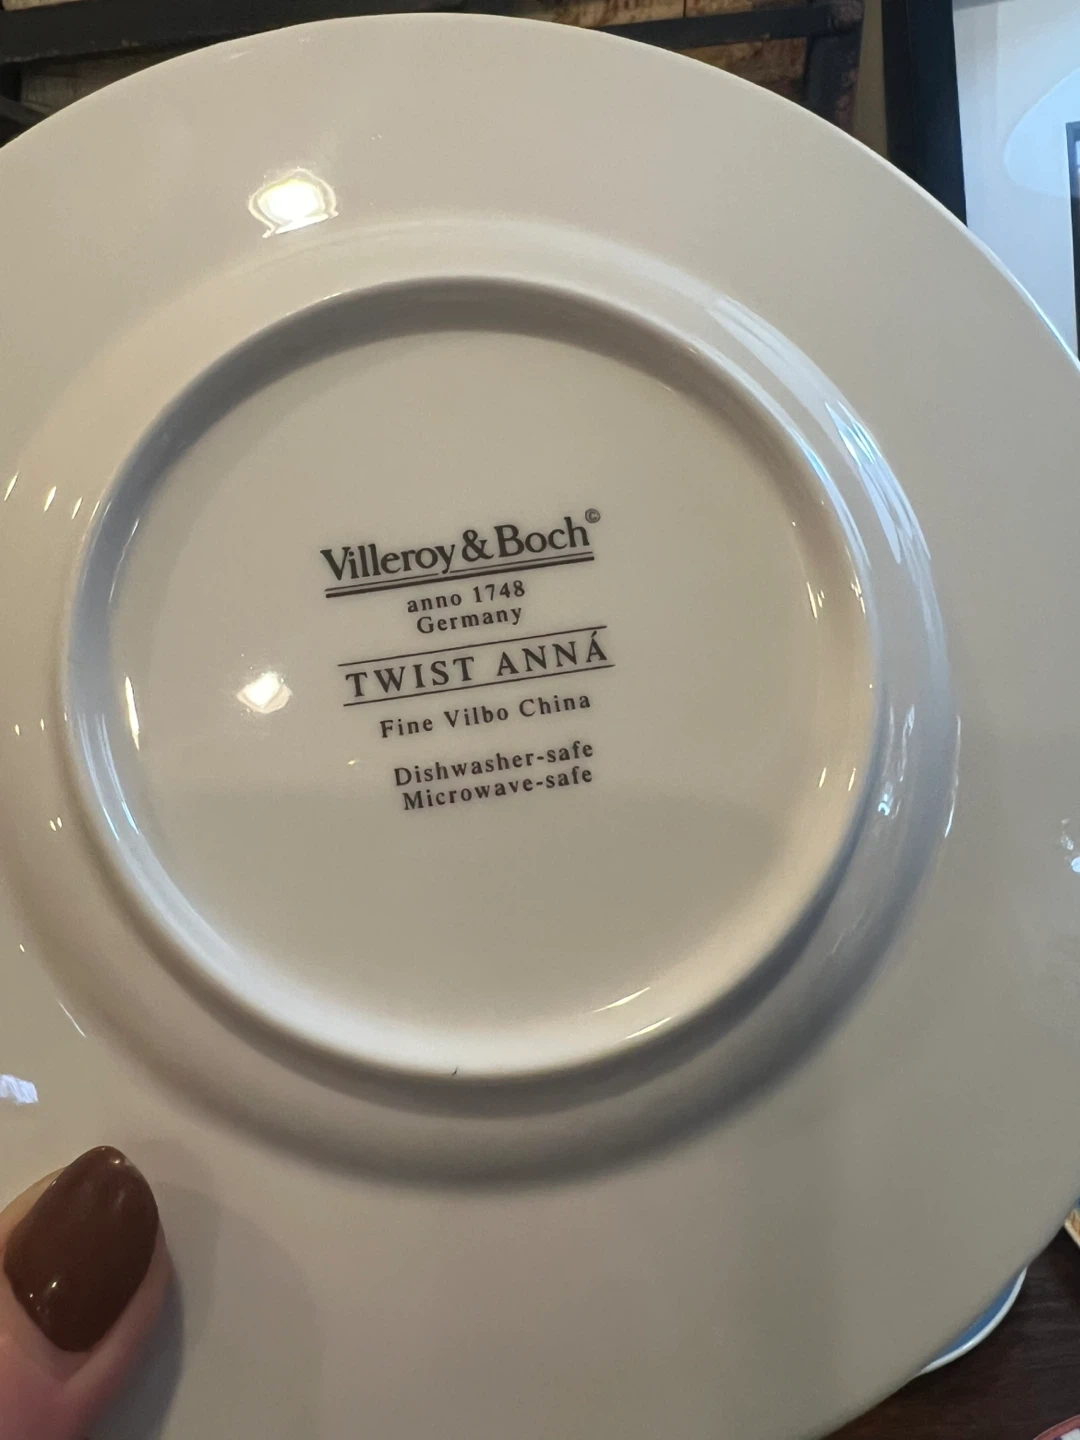 Villeroy & Boch©
anno 1748
Germany
TWIST ANNÁ
Fine Vilbo China
Dishwasher-safe
Microwave-safe